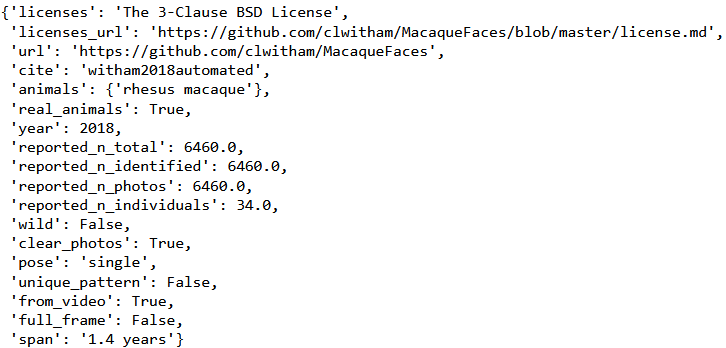 {'licenses': 'The 3-Clause BSD License',
 'licenses_url': 'https://github.com/clwitham/MacaqueFaces/blob/master/license.md',
 'url': 'https://github.com/clwitham/MacaqueFaces',
 'cite': 'witham2018automated',
 'animals': {'rhesus macaque'},
 'real_animals': True,
 'year': 2018,
 'reported_n_total': 6460.0,
 'reported_n_identified': 6460.0,
 'reported_n_photos': 6460.0,
 'reported_n_individuals': 34.0,
 'wild': False,
 'clear_photos': True,
 'pose': 'single',
 'unique_pattern': False,
 'from_video': True,
 'full_frame': False,
 'span': '1.4 years'}